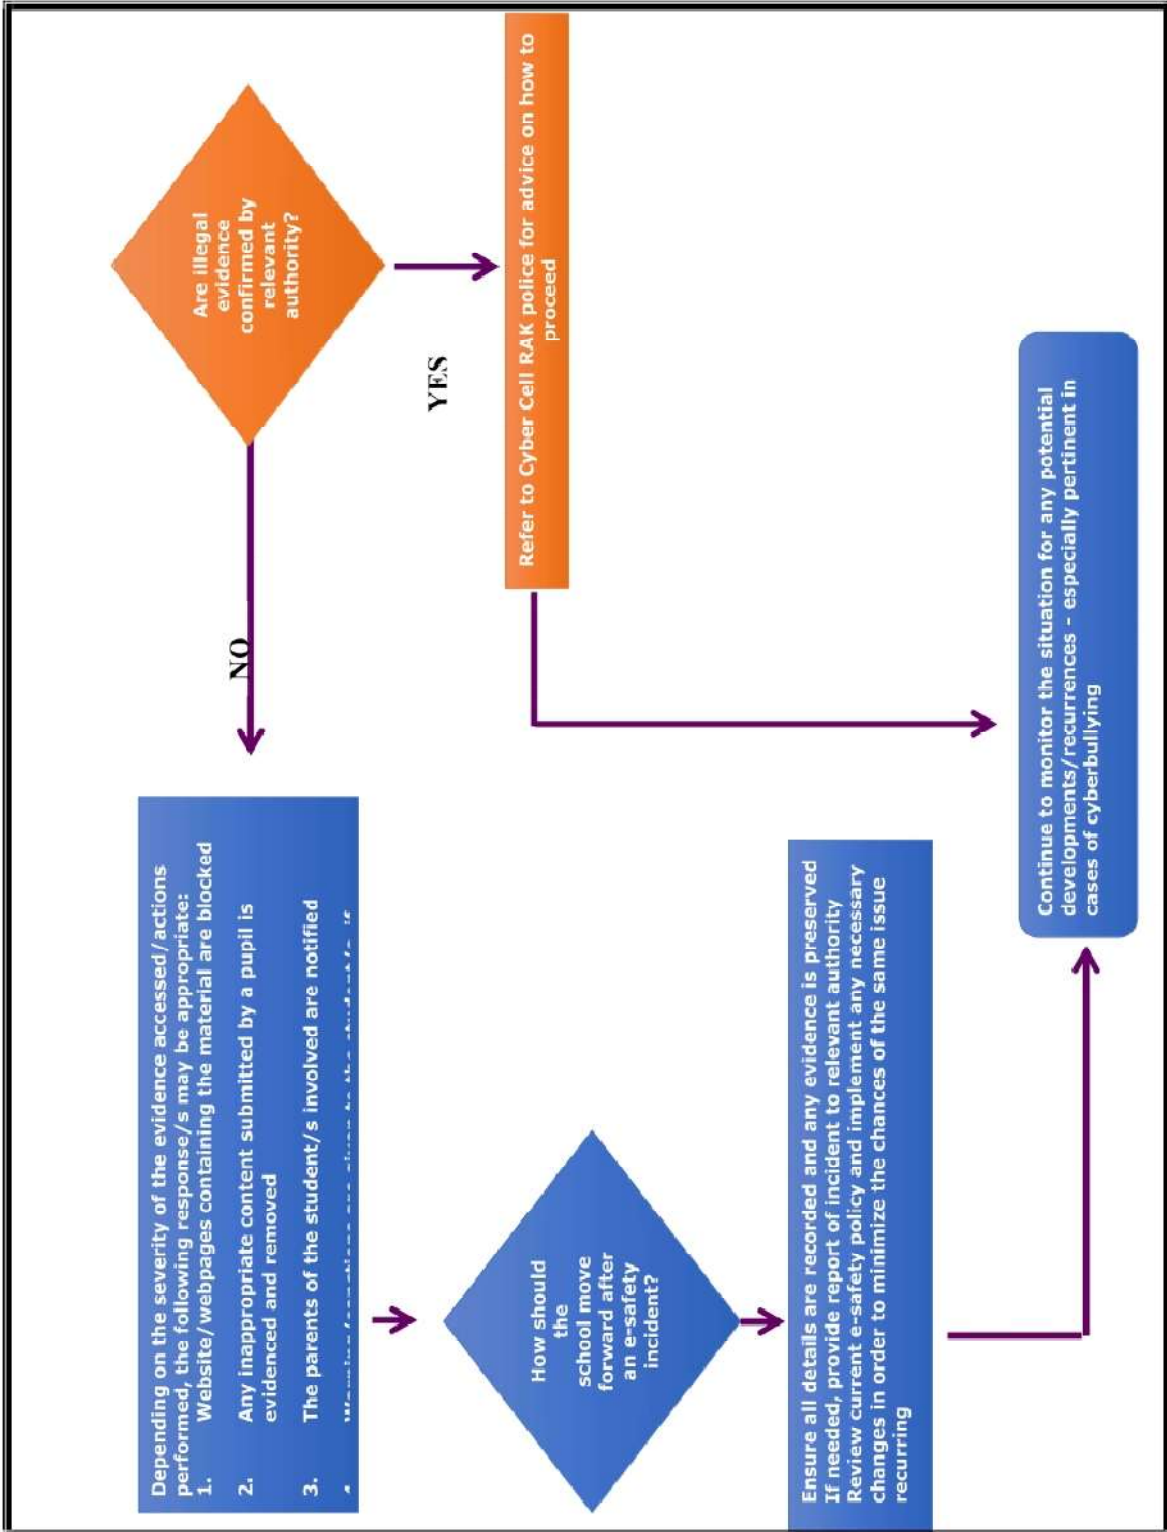 Depending on the severity of the evidence accessed/actions
performed, the following response/s may be appropriate:
1. Website/webpages containing the material are blocked
2. Any inappropriate content submitted by a pupil is
evidenced and removed
3. The parents of the student/s involved are notified
NO
Are illegal
evidence
confirmed by
relevant
authority?
YES
Refer to Cyber Cell RAK police for advice on how to
proceed
How should
the
school move
forward after
an e-safety
incident?
Ensure all details are recorded and any evidence is preserved
If needed, provide report of incident to relevant authority
Review current e-safety policy and implement any necessary
changes in order to minimize the chances of the same issue
recurring
Continue to monitor the situation for any potential
developments/recurrences - especially pertinent in
cases of cyberbullying